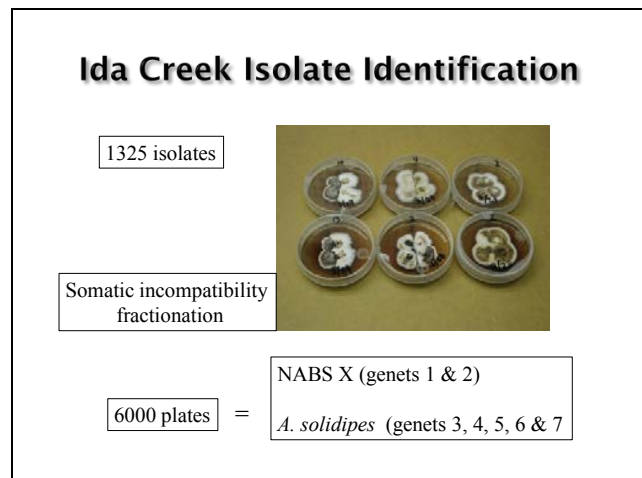 Ida Creek Isolate Identification
1325 isolates
Somatic incompatibility
fractionation
6000 plates
=
NABS X (genets 1 & 2)
A. solidipes (genets 3, 4, 5, 6 & 7